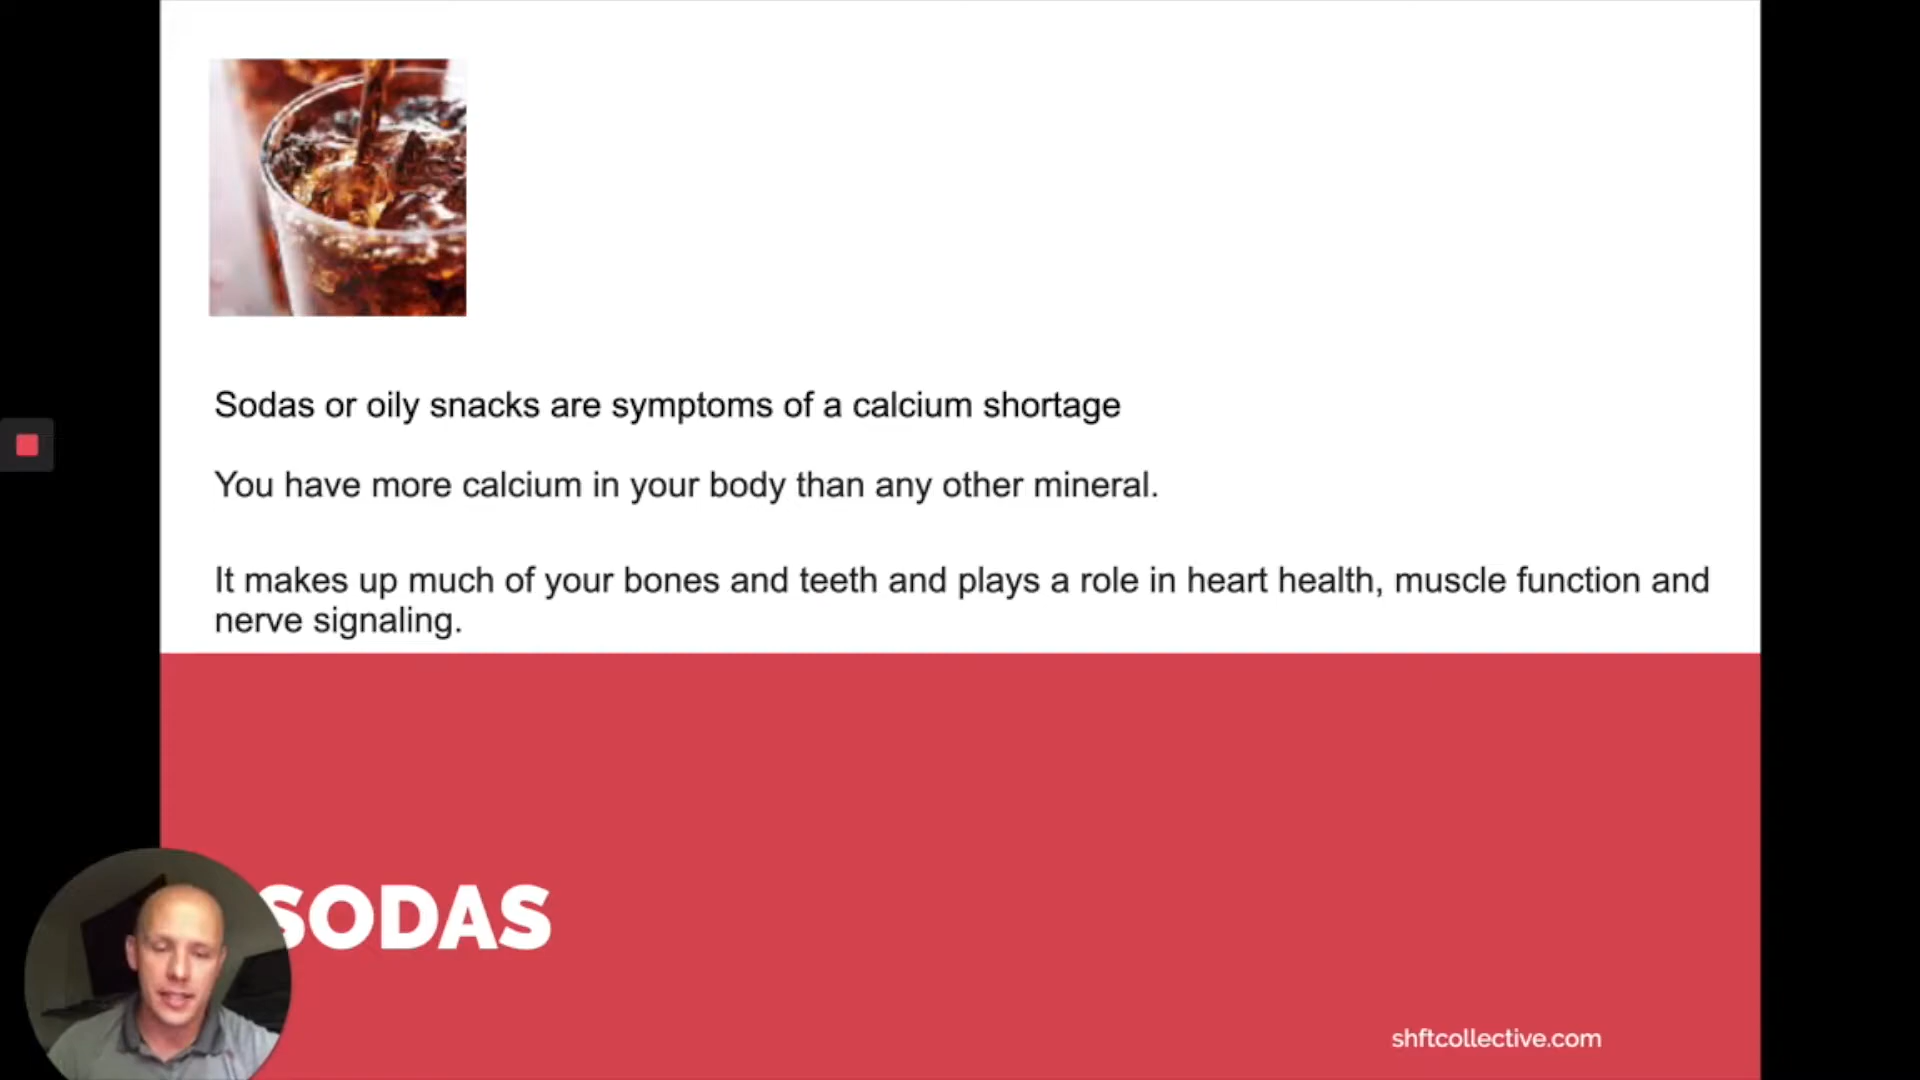 Sodas or oily snacks are symptoms of a calcium shortage
You have more calcium in your body than any other mineral.
It makes up much of your bones and teeth and plays a role in heart health, muscle function and
nerve signaling.
SODAS
shftcollective.com